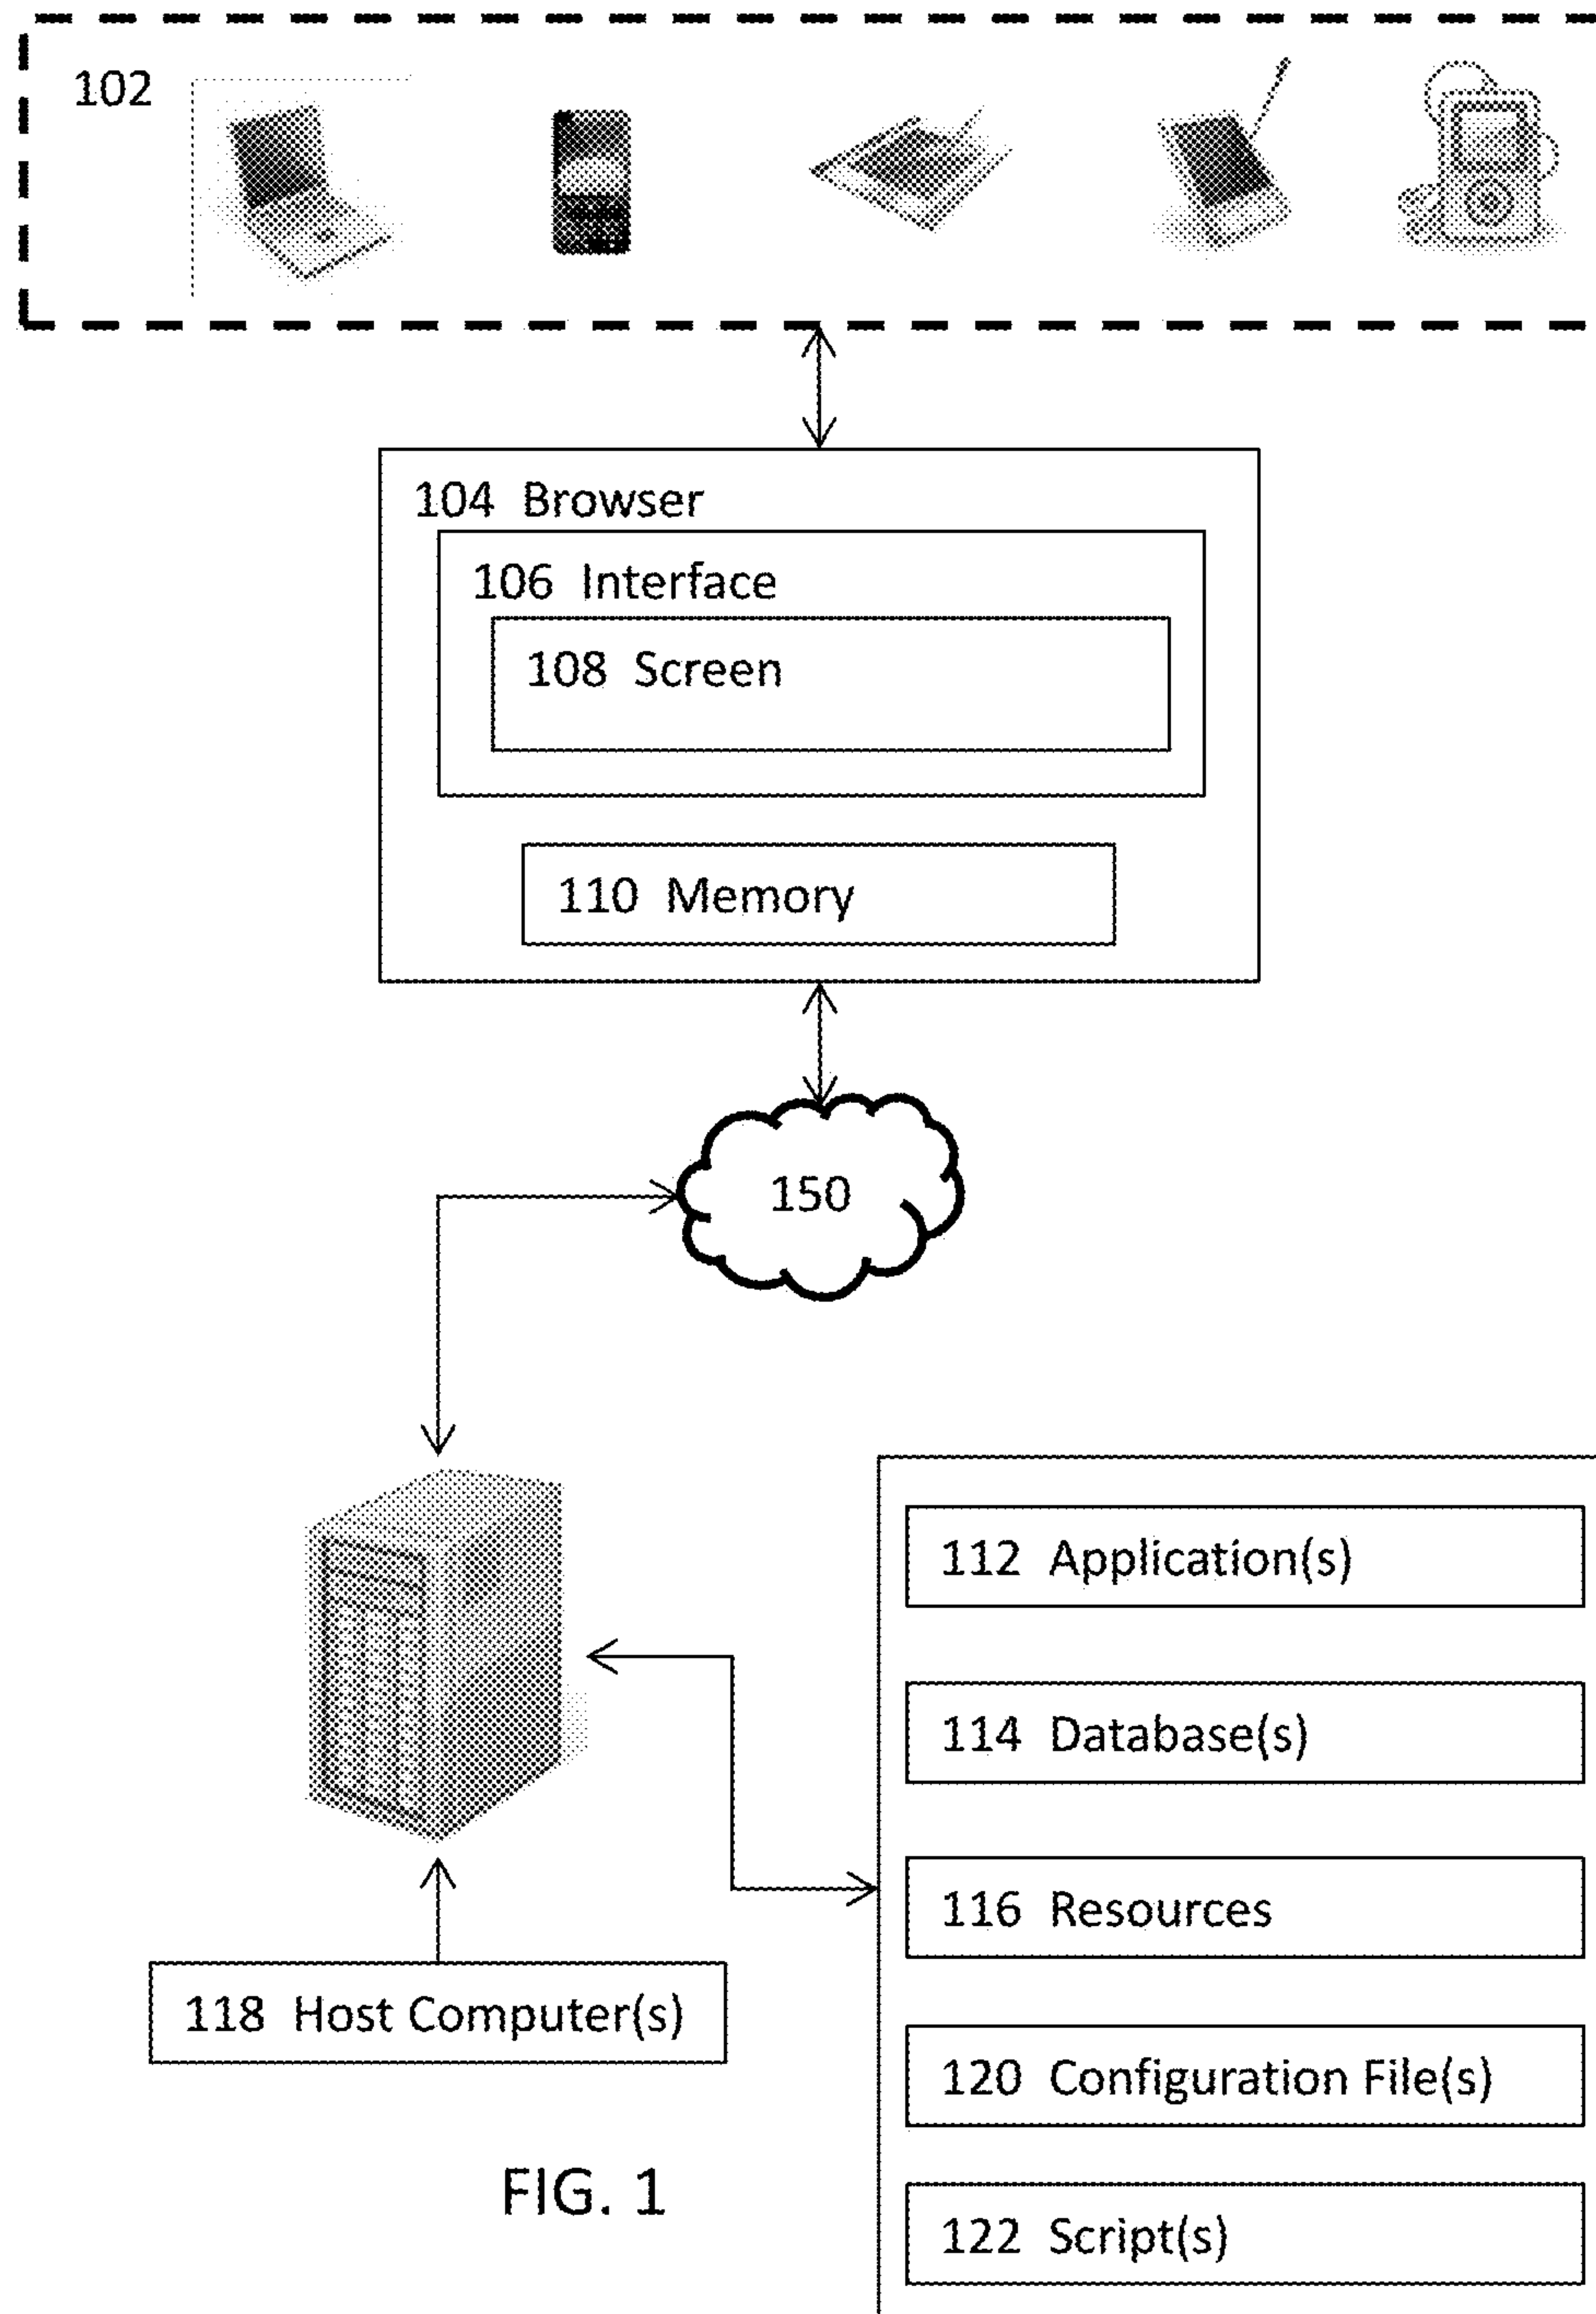 102
104 Browser
106 Interface
108 Screen
110 Memory
150
112 Application(s)
114 Database(s)
116 Resources
118 Host Computer(s)
120 Configuration File(s)
122 Script(s)
FIG. 1